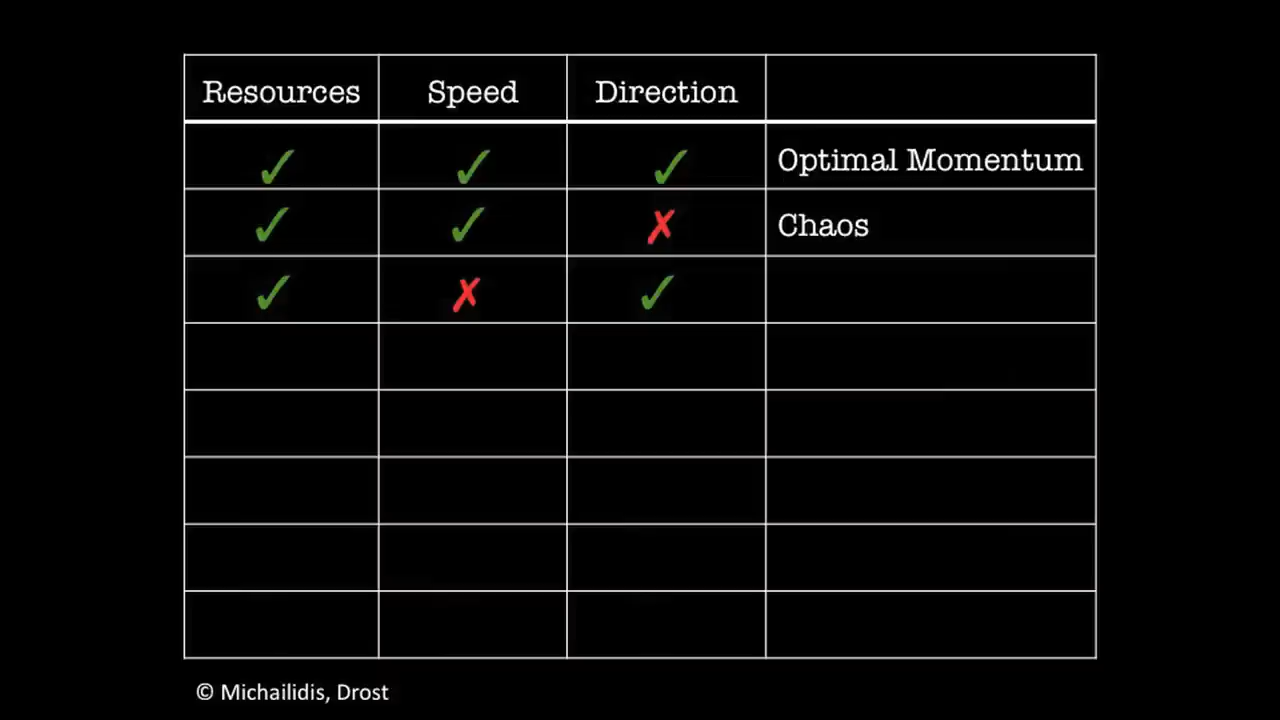 Resources Speed Direction
✓ ✓ ✓ Optimal Momentum
✓ ✓ ✗ Chaos
✓ ✗ ✓
© Michailidis, Drost